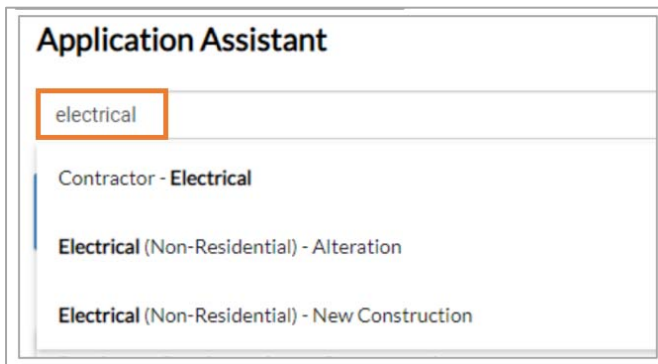 Application Assistant
electrical
Contractor - Electrical
Electrical (Non-Residential) - Alteration
Electrical (Non-Residential) - New Construction